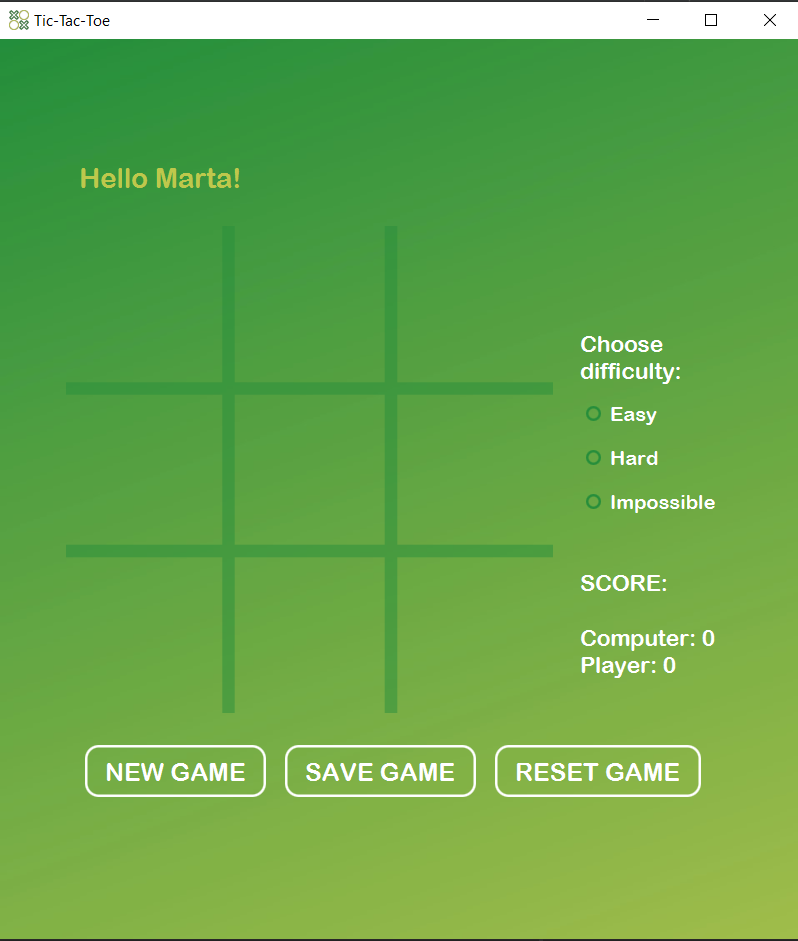 Tic-Tac-Toe
Hello Marta!
Choose
difficulty:
Easy
Hard
Impossible
SCORE:
Computer: 0
Player: 0
NEW GAME
SAVE GAME
RESET GAME